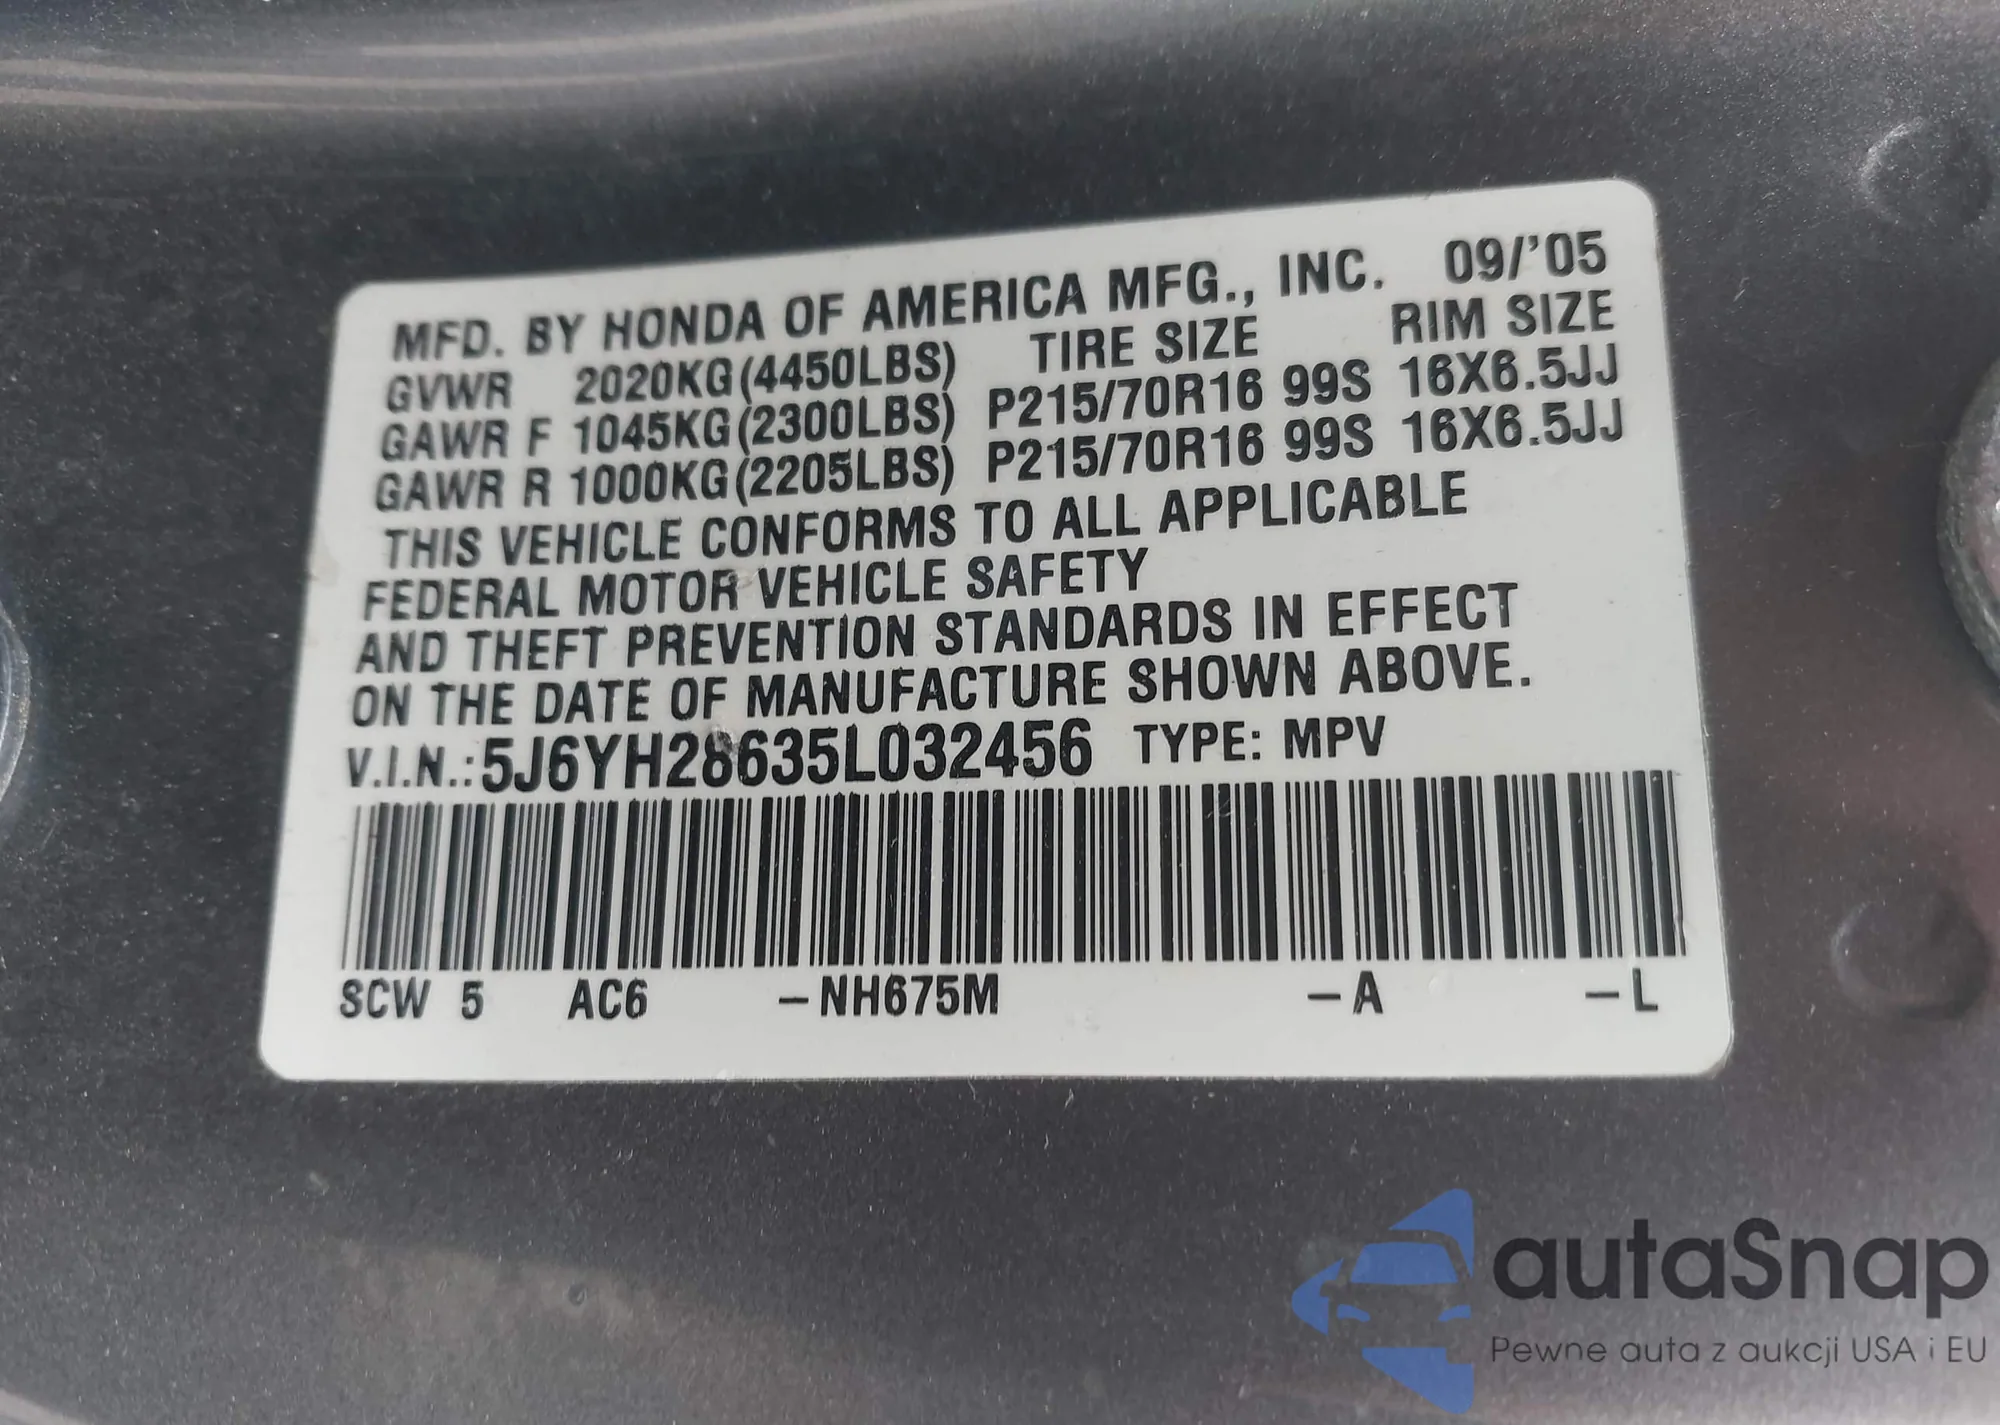 MFD. BY HONDA OF AMERICA MFG., INC. 09/'05
TIRE SIZE RIM SIZE
GVWR 2020KG(4450LBS)
GAWR F 1045KG(2300LBS) P215/70R16 99S 16X6.5JJ
GAWR R 1000KG(2205LBS) P215/70R16 99S 16X6.5JJ
THIS VEHICLE CONFORMS TO ALL APPLICABLE
FEDERAL MOTOR VEHICLE SAFETY
AND THEFT PREVENTION STANDARDS IN EFFECT
ON THE DATE OF MANUFACTURE SHOWN ABOVE.
V.I.N.:5J6YH28635L032456 TYPE: MPV
SCW 5 AC6 –NH675M –A –L
autaSnap
Pewne auta z aukcji USA i EU